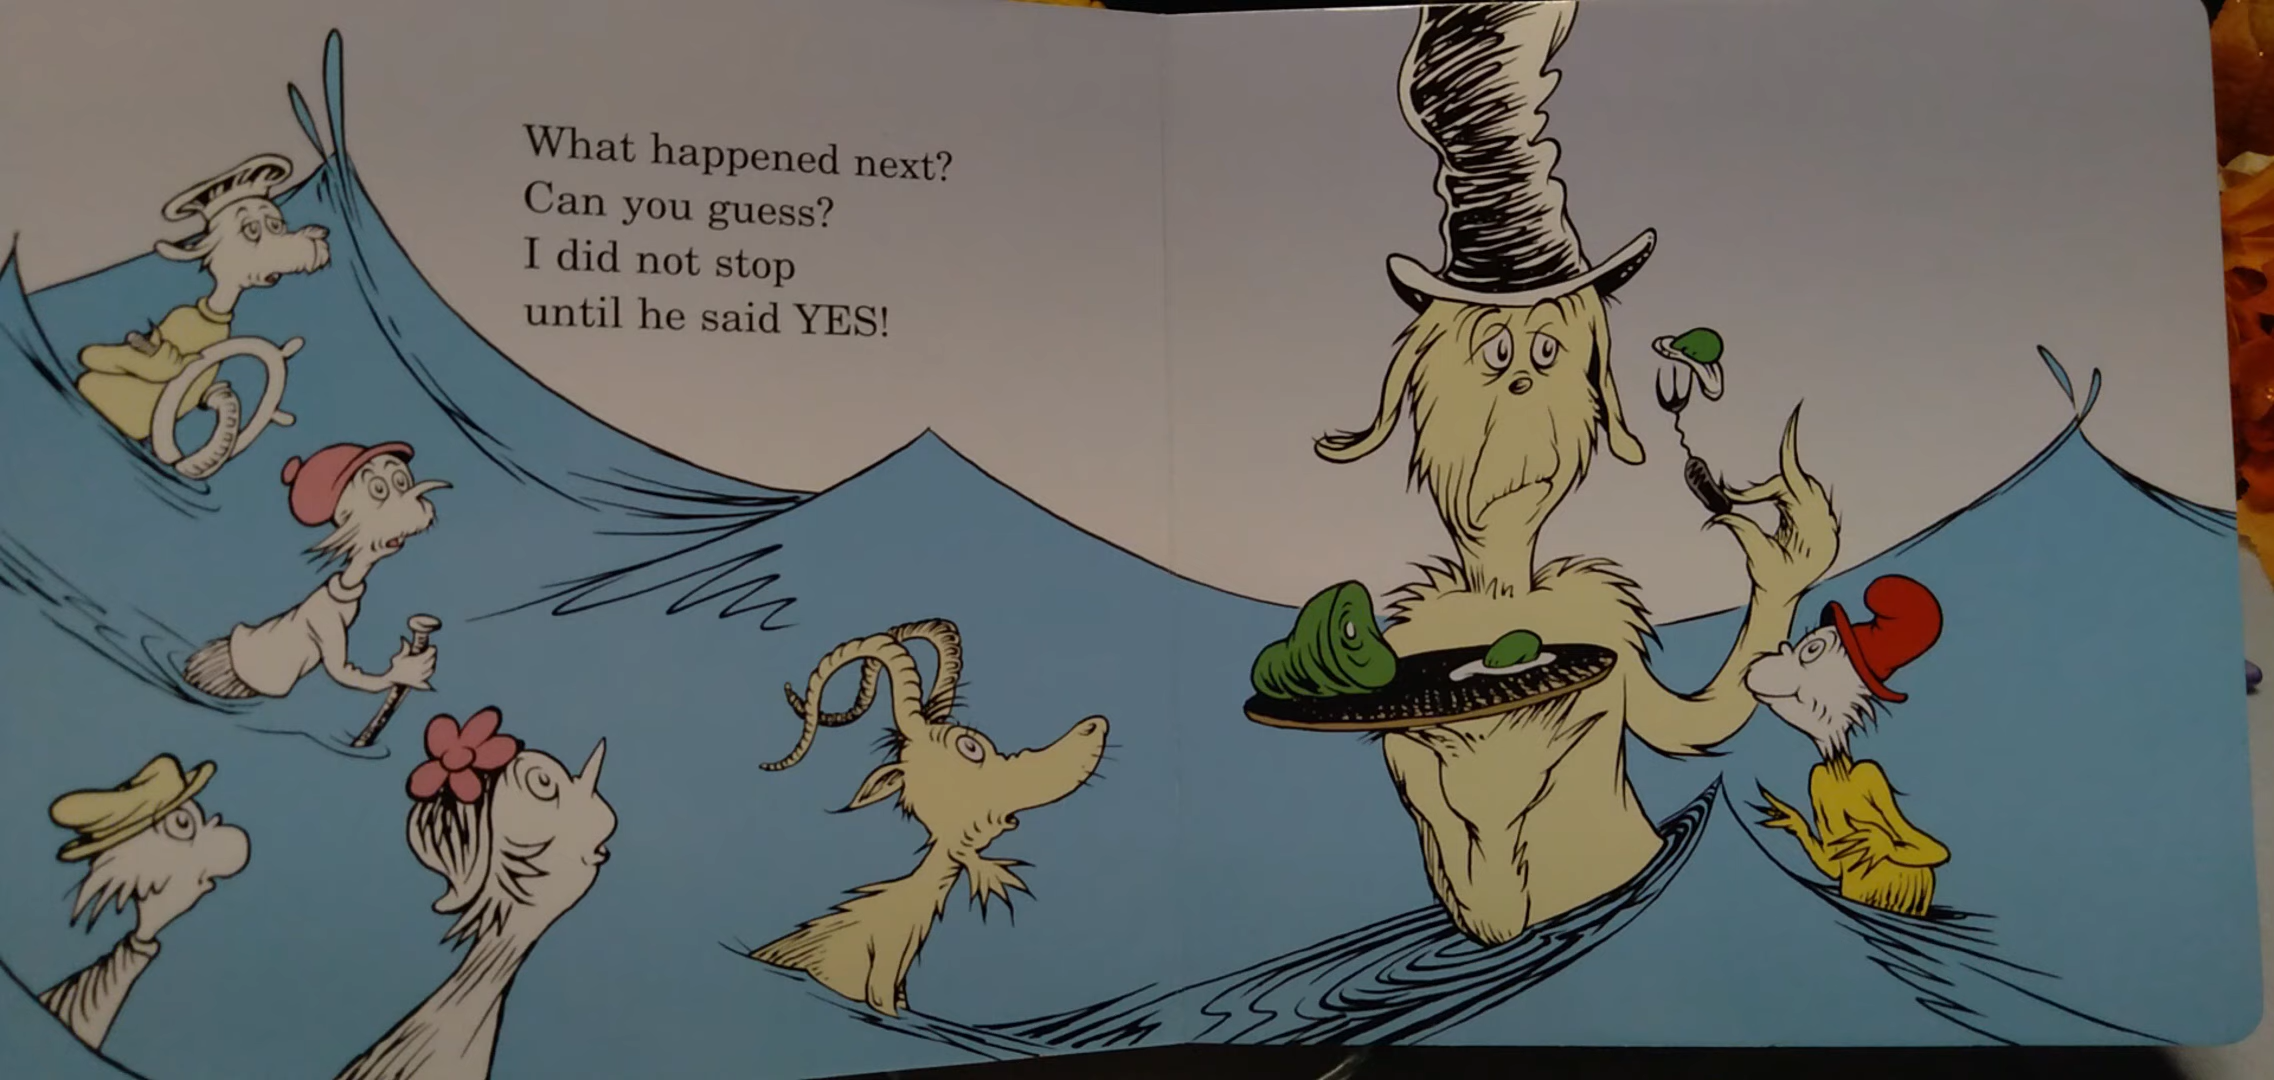 What happened next?
Can you guess?
I did not stop
until he said YES!